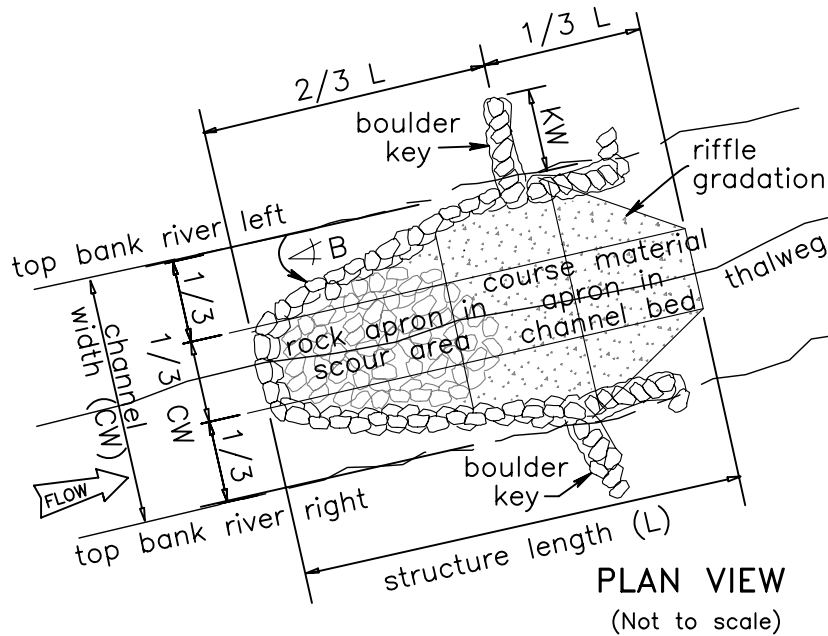 1/3 L
2/3 L
KW
boulder
key
riffle
gradation
top bank river left
∢ B
1/3
1/3 CW
1/3
channel
width (CW)
rock apron in
scour area
course material
apron in
channel bed
thalweg
FLOW
boulder
key
top bank river right
structure length (L)
PLAN VIEW
(Not to scale)